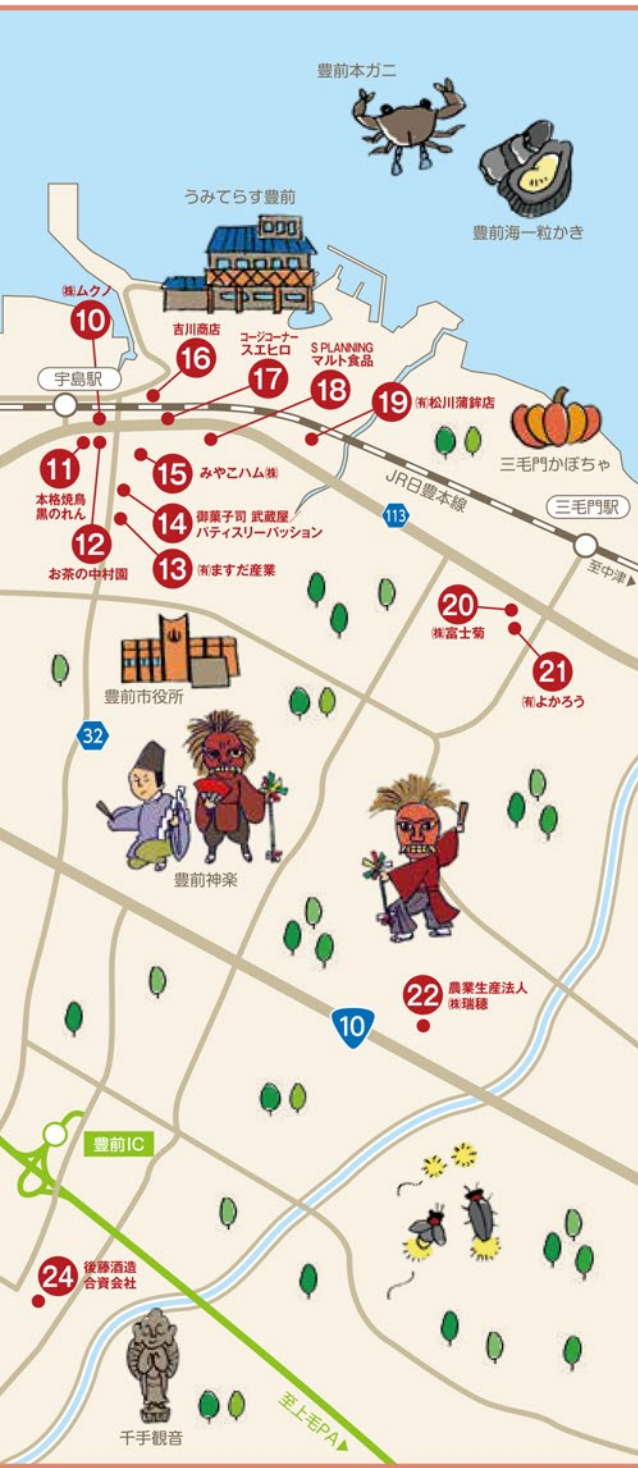 豊前本ガニ
豊前海一粒かき
うみてらす豊前
㈱ムクノ
10
吉川商店
16
コージコーナー
スエヒロ
17
S PLANNING
マルト食品
18
19 ㈲松川蒲鉾店
宇島駅
三毛門かぼちゃ
11
本格焼鳥
黒のれん
15 みやこハム㈱
JR日豊本線
三毛門駅
14 御菓子司 武蔵屋
パティスリーパッション
113
12
お茶の中村園
13 ㈲ますだ産業
至中津▶
20
㈱富士菊
21
㈲よかろう
豊前市役所
32
豊前神楽
22 農業生産法人
㈱瑞穂
10
豊前IC
24 後藤酒造
合資会社
千手観音
至上毛PA▶